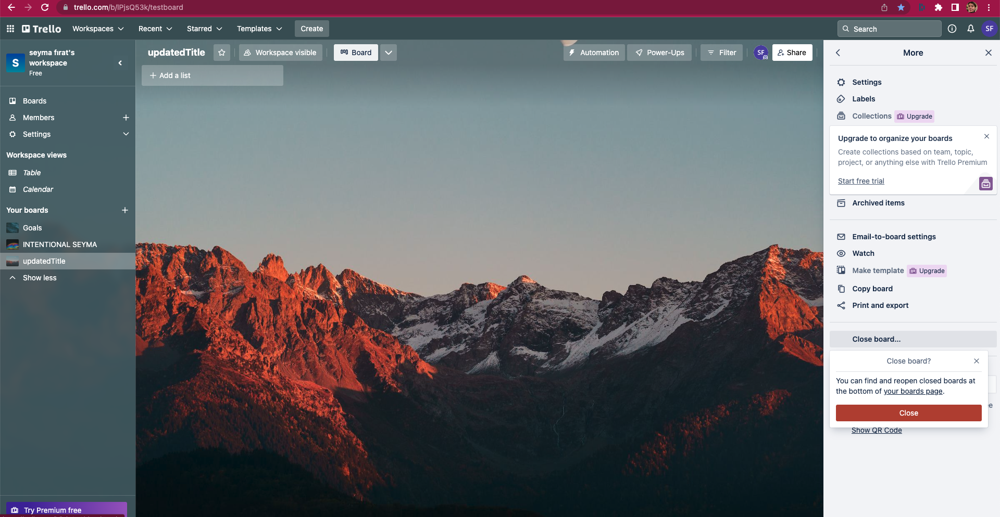 trello.com/b/lPjsQ53k/testboard
Trello
Workspaces
Recent
Starred
Templates
Create
Search
SF
S
seyma fırat's
workspace
Free
Boards
Members
Settings
Workspace views
Table
Calendar
Your boards
Goals
INTENTIONAL SEYMA
updatedTitle
Show less
Try Premium free
updatedTitle
Workspace visible
Board
Automation
Power-Ups
Filter
SF
Share
Add a list
More
Settings
Labels
Collections Upgrade
Upgrade to organize your boards
Create collections based on team, topic,
project, or anything else with Trello Premium
Start free trial
Archived items
Email-to-board settings
Watch
Make template Upgrade
Copy board
Print and export
Close board...
Close board?
You can find and reopen closed boards at
the bottom of your boards page.
Close
Show QR Code